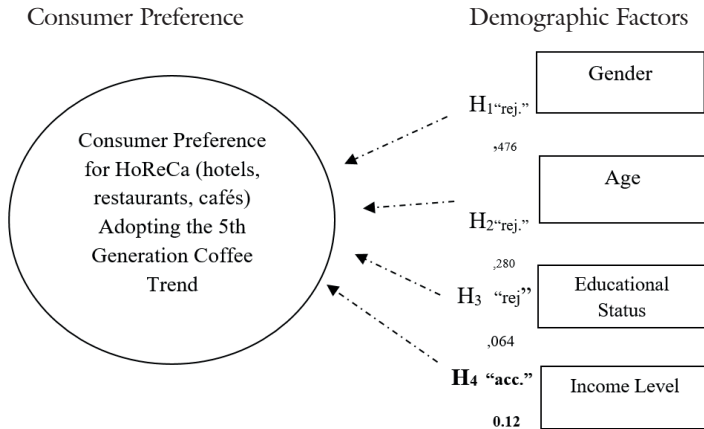 Consumer Preference
Demographic Factors
Consumer Preference
for HoReCa (hotels,
restaurants, cafés)
Adopting the 5th
Generation Coffee
Trend
H1“rej.”
,476
Gender
H2“rej.”
,280
Age
H3 “rej”
,064
Educational
Status
H4 “acc.”
0.12
Income Level